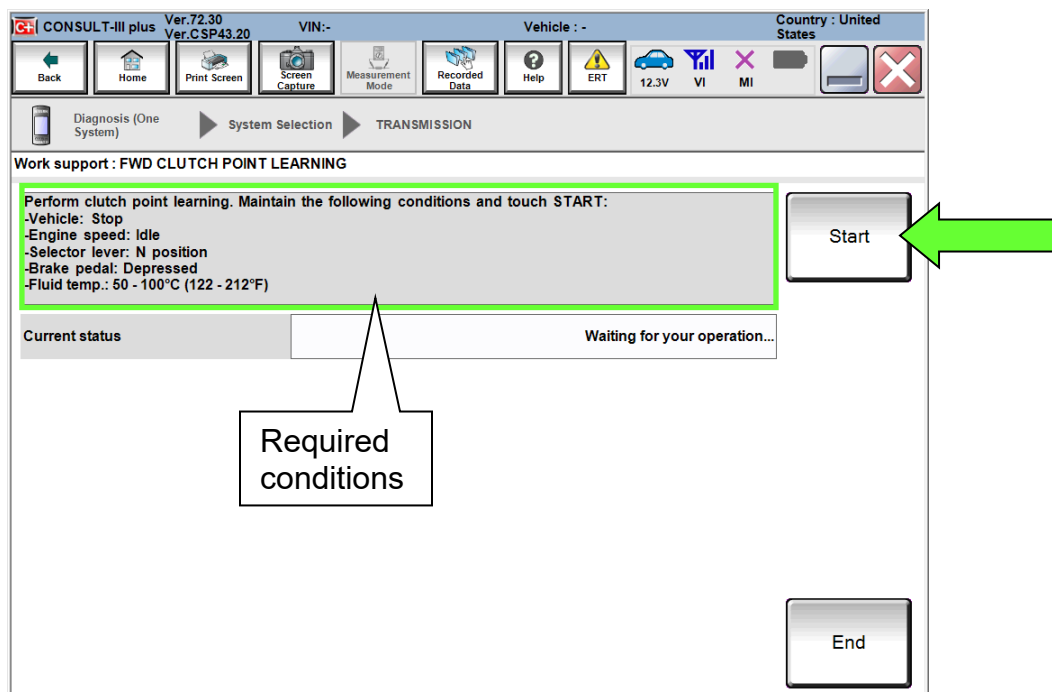 CONSULT-III plus
Ver.72.30
Ver.CSP43.20
VIN:-
Vehicle : -
Country : United
States
Back
Home
Print Screen
Screen
Capture
Measurement
Mode
Recorded
Data
Help
ERT
12.3V
VI
MI
Diagnosis (One
System)
System Selection
TRANSMISSION
Work support : FWD CLUTCH POINT LEARNING
Perform clutch point learning. Maintain the following conditions and touch START:
-Vehicle: Stop
-Engine speed: Idle
-Selector lever: N position
-Brake pedal: Depressed
-Fluid temp.: 50 - 100°C (122 - 212°F)
Start
Current status
Waiting for your operation...
Required
conditions
End